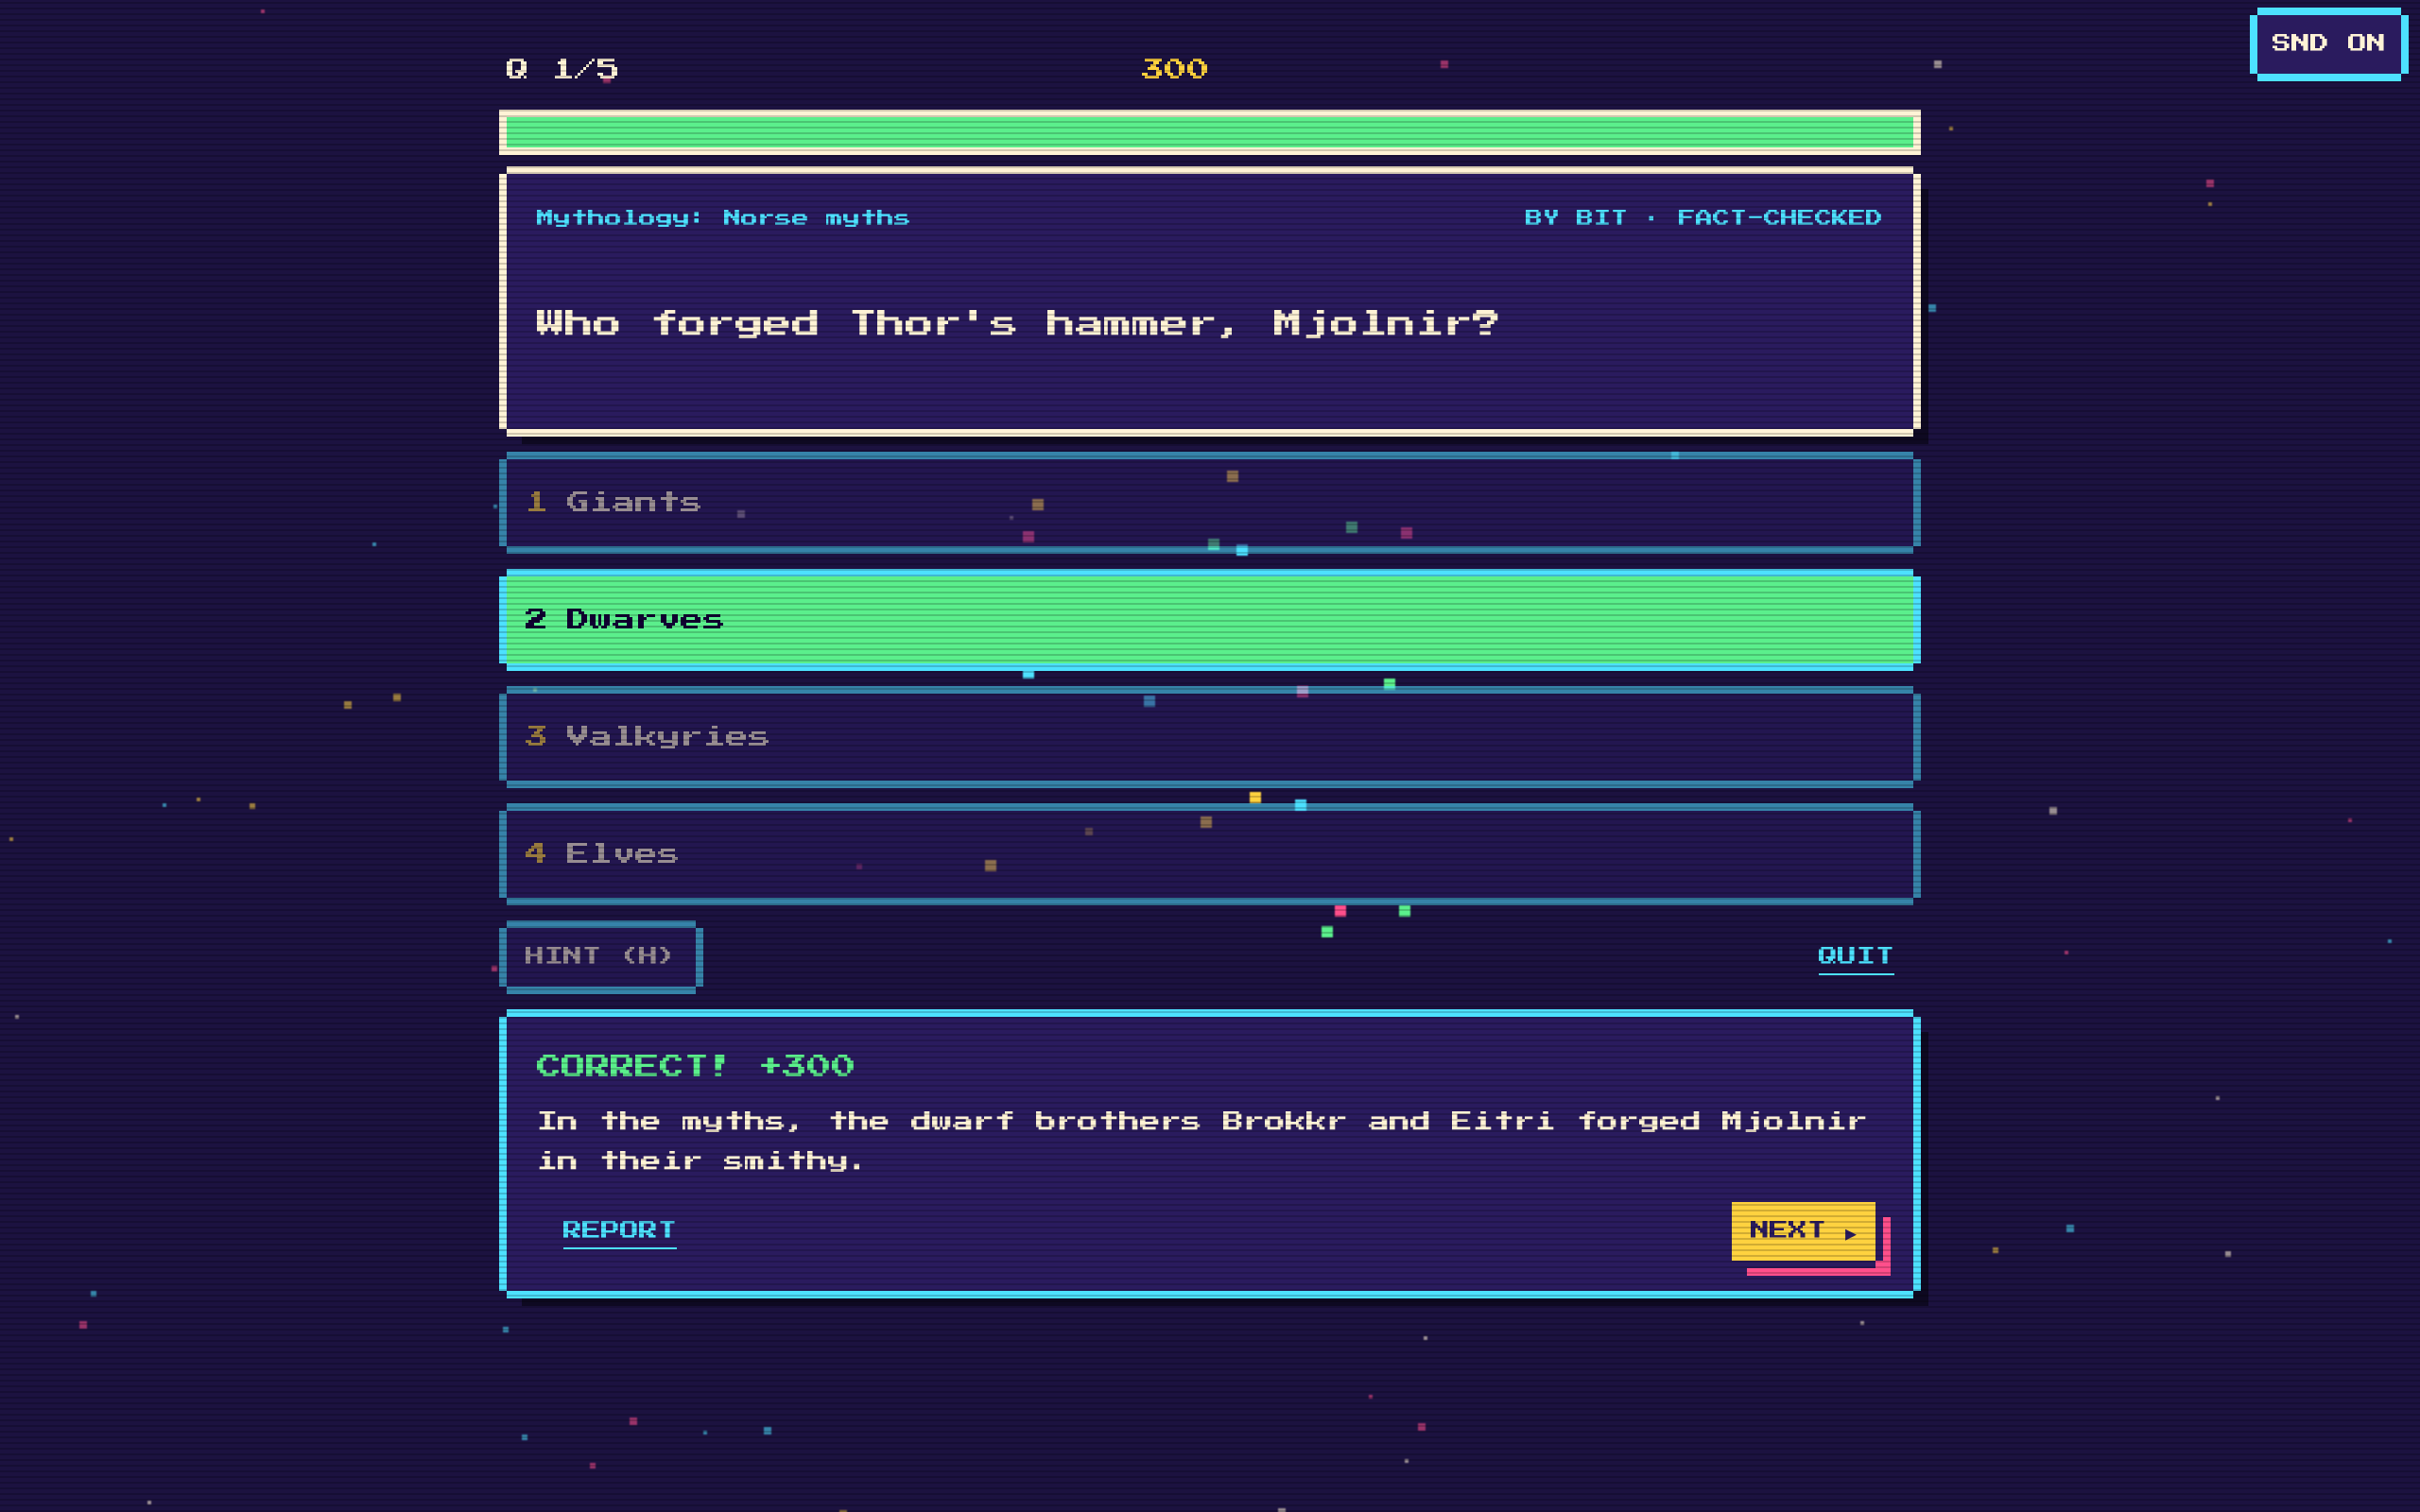 SND ON
Q 1/5
300
Mythology: Norse myths
BY BIT · FACT-CHECKED
Who forged Thor's hammer, Mjolnir?
1 Giants
2 Dwarves
3 Valkyries
4 Elves
HINT (H)
QUIT
CORRECT! +300
In the myths, the dwarf brothers Brokkr and Eitri forged Mjolnir
in their smithy.
REPORT
NEXT ▸